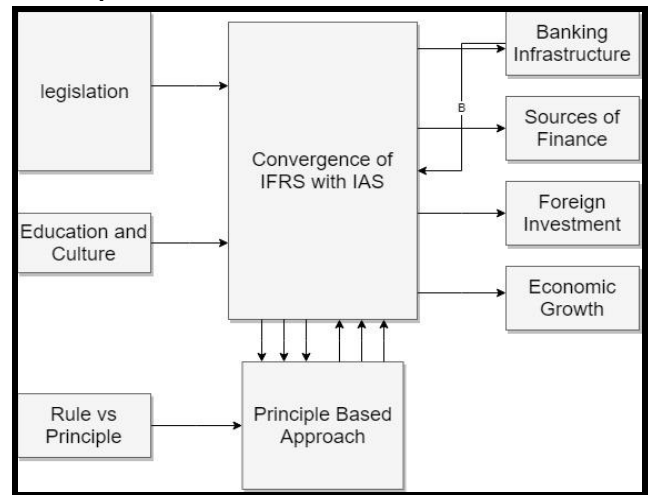 legislation
Education and
Culture
Rule vs
Principle
Convergence of
IFRS with IAS
Principle Based
Approach
B
Banking
Infrastructure
Sources of
Finance
Foreign
Investment
Economic
Growth